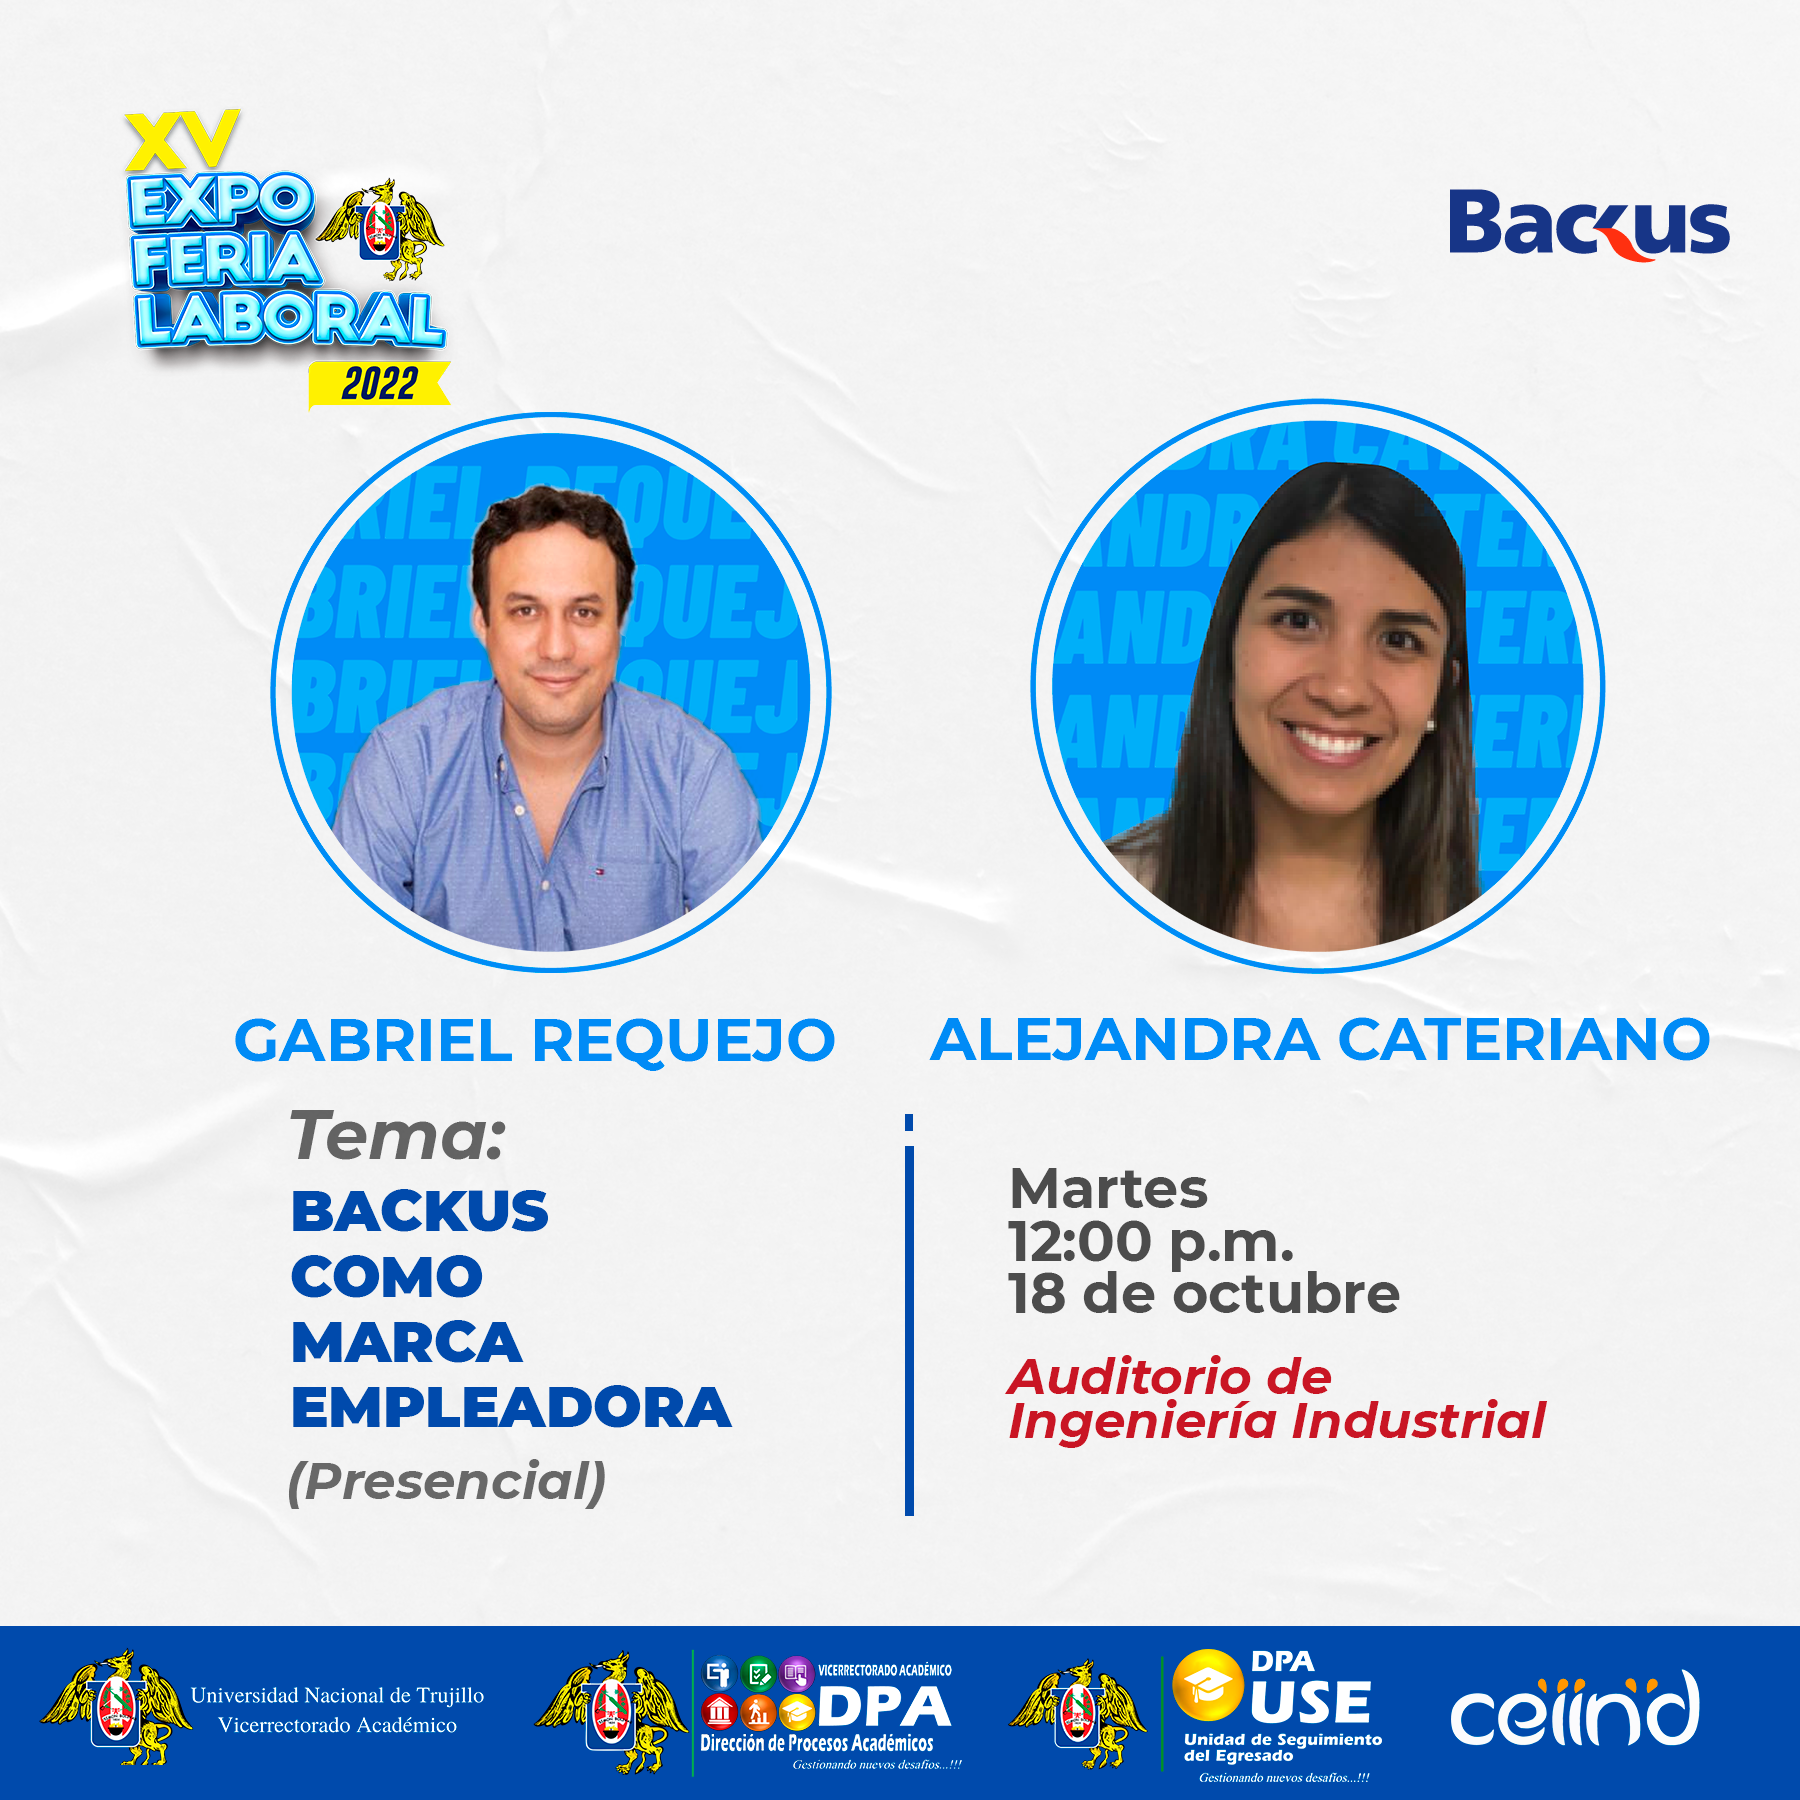 XV
EXPO
FERIA
LABORAL
2022
Backus
GABRIEL REQUEJO
ALEJANDRA CATERIANO
Tema:
BACKUS
COMO
MARCA
EMPLEADORA
(Presencial)
Martes
12:00 p.m.
18 de octubre
Auditorio de
Ingeniería Industrial
Universidad Nacional de Trujillo
Vicerrectorado Académico
VICERRECTORADO ACADÉMICO
DPA
Dirección de Procesos Académicos
Gestionando nuevos desafíos...!!!
DPA
USE
Unidad de Seguimiento
del Egresado
Gestionando nuevos desafíos...!!!
ceiind